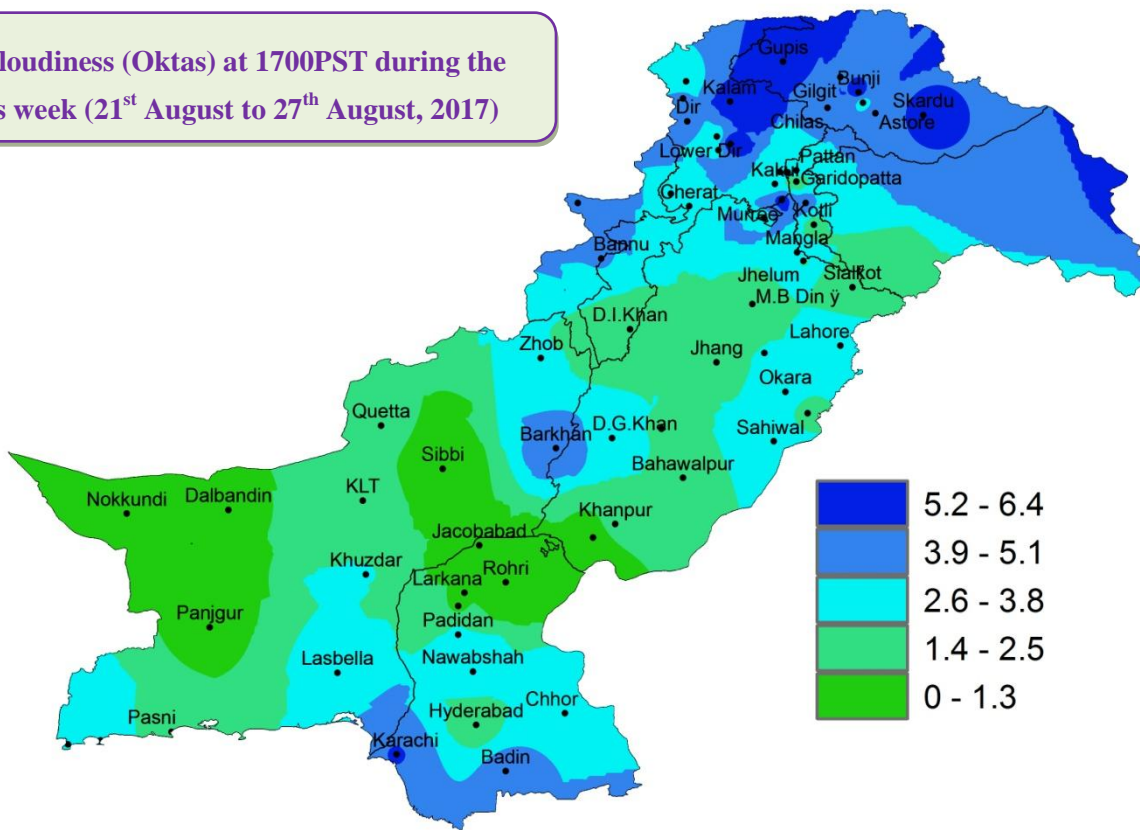 loudiness (Oktas) at 1700PST during the
s week (21st August to 27th August, 2017)
Gupis
Bunji
Kalam
Gilgit
Skardu
Dir
Astore
Chilas
Lower Dir
Pattan
Kakul
Garidopatta
Cherat
Murree
Kotli
Mangla
Bannu
Jhelum
Sialkot
M.B Din ÿ
D.I.Khan
Lahore
Zhob
Jhang
Okara
Quetta
D.G.Khan
Barkhan
Sahiwal
Sibbi
Bahawalpur
KLT
Nokkundi
Dalbandin
Khanpur
Jacobabad
Khuzdar
Rohri
Larkana
Panjgur
Padidan
Lasbella
Nawabshah
Chhor
Hyderabad
Pasni
Karachi
Badin
5.2 - 6.4
3.9 - 5.1
2.6 - 3.8
1.4 - 2.5
0 - 1.3